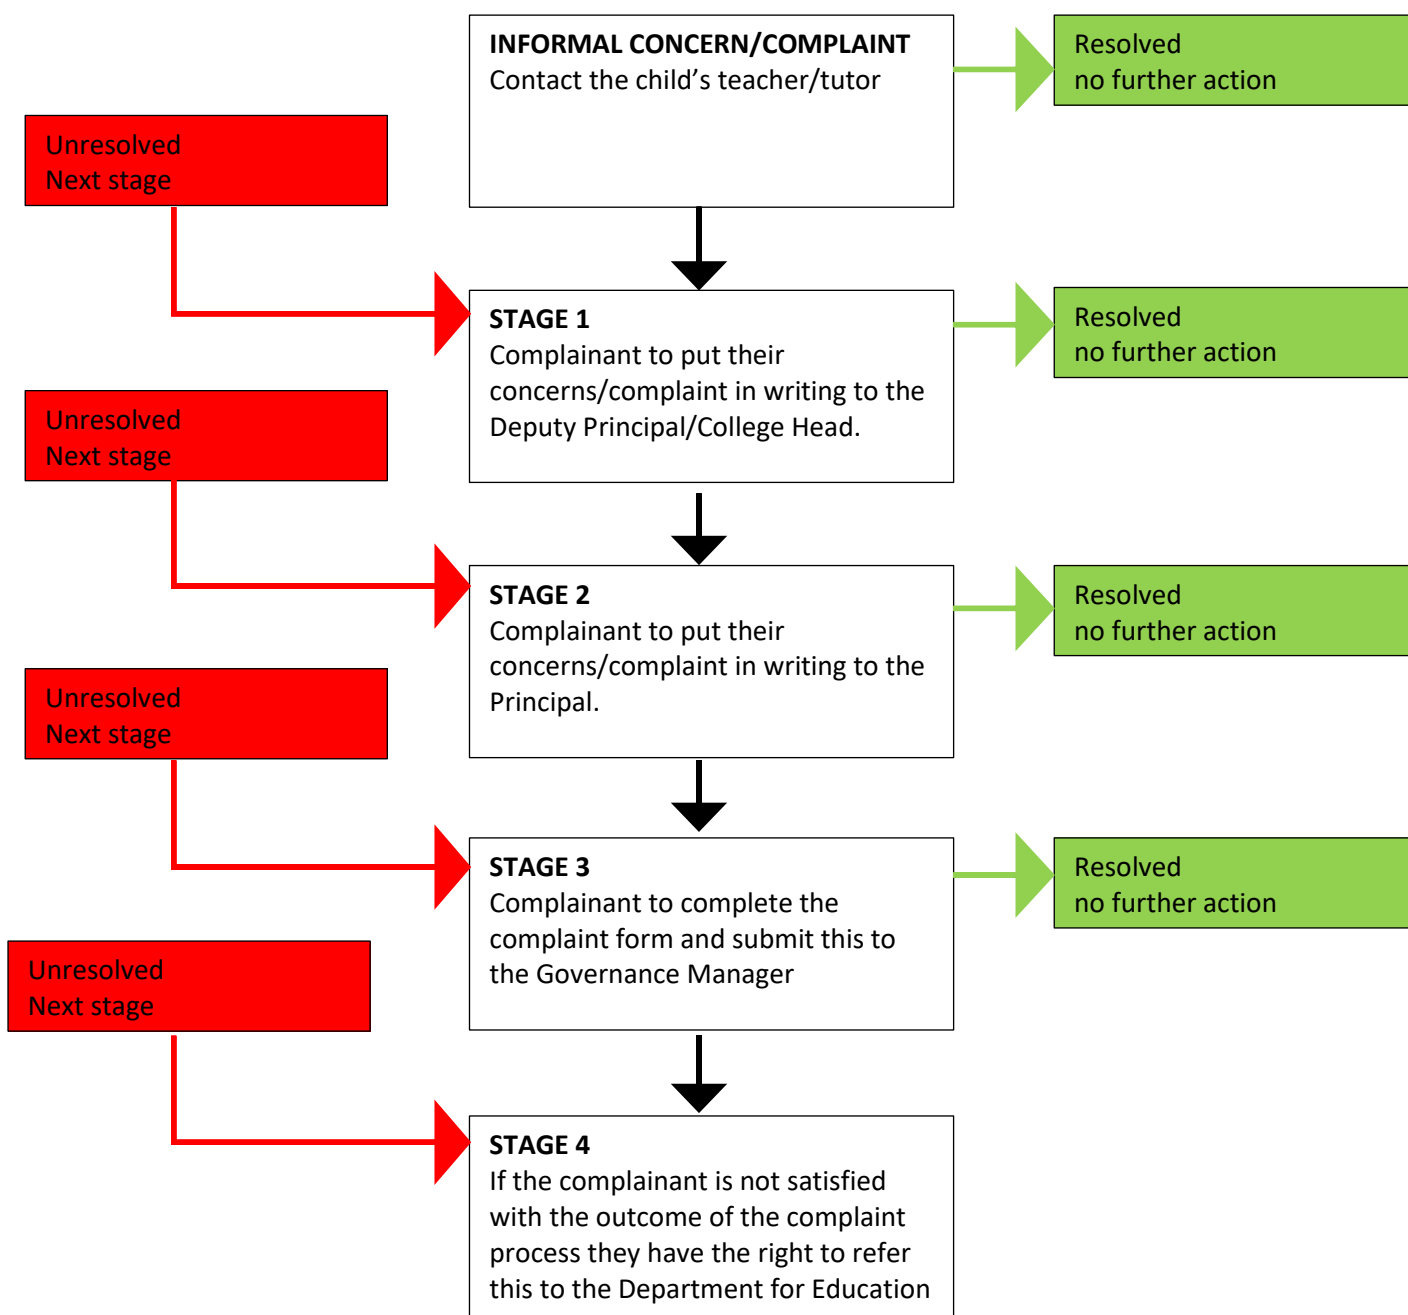 INFORMAL CONCERN/COMPLAINT
Contact the child’s teacher/tutor
Resolved
no further action
Unresolved
Next stage
STAGE 1
Complainant to put their
concerns/complaint in writing to the
Deputy Principal/College Head.
Resolved
no further action
Unresolved
Next stage
STAGE 2
Complainant to put their
concerns/complaint in writing to the
Principal.
Resolved
no further action
Unresolved
Next stage
STAGE 3
Complainant to complete the
complaint form and submit this to
the Governance Manager
Resolved
no further action
Unresolved
Next stage
STAGE 4
If the complainant is not satisfied
with the outcome of the complaint
process they have the right to refer
this to the Department for Education